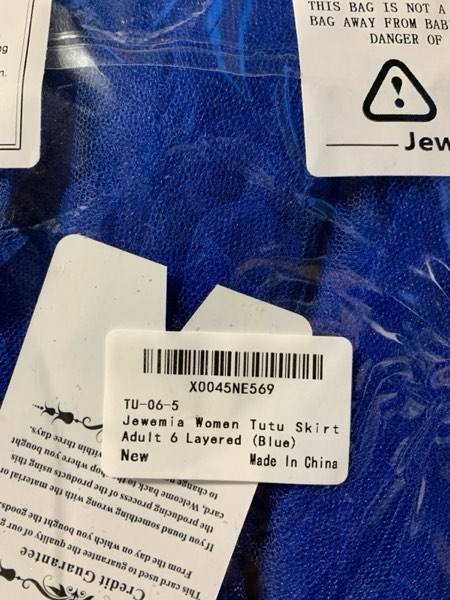 THIS BAG IS NOT A
BAG AWAY FROM BAB
DANGER OF
Jew
X0045NE569
TU-06-5
Jewemia Women Tutu Skirt
Adult 6 Layered (Blue)
New Made In China
Credit Guarantee
This card used to guarantee the quality of our g
From the day on which you bought the goods.
If you found something wrong with the material or
the producing process of the products using this
card, Welcome back to the shop where you bought
to change within three days.